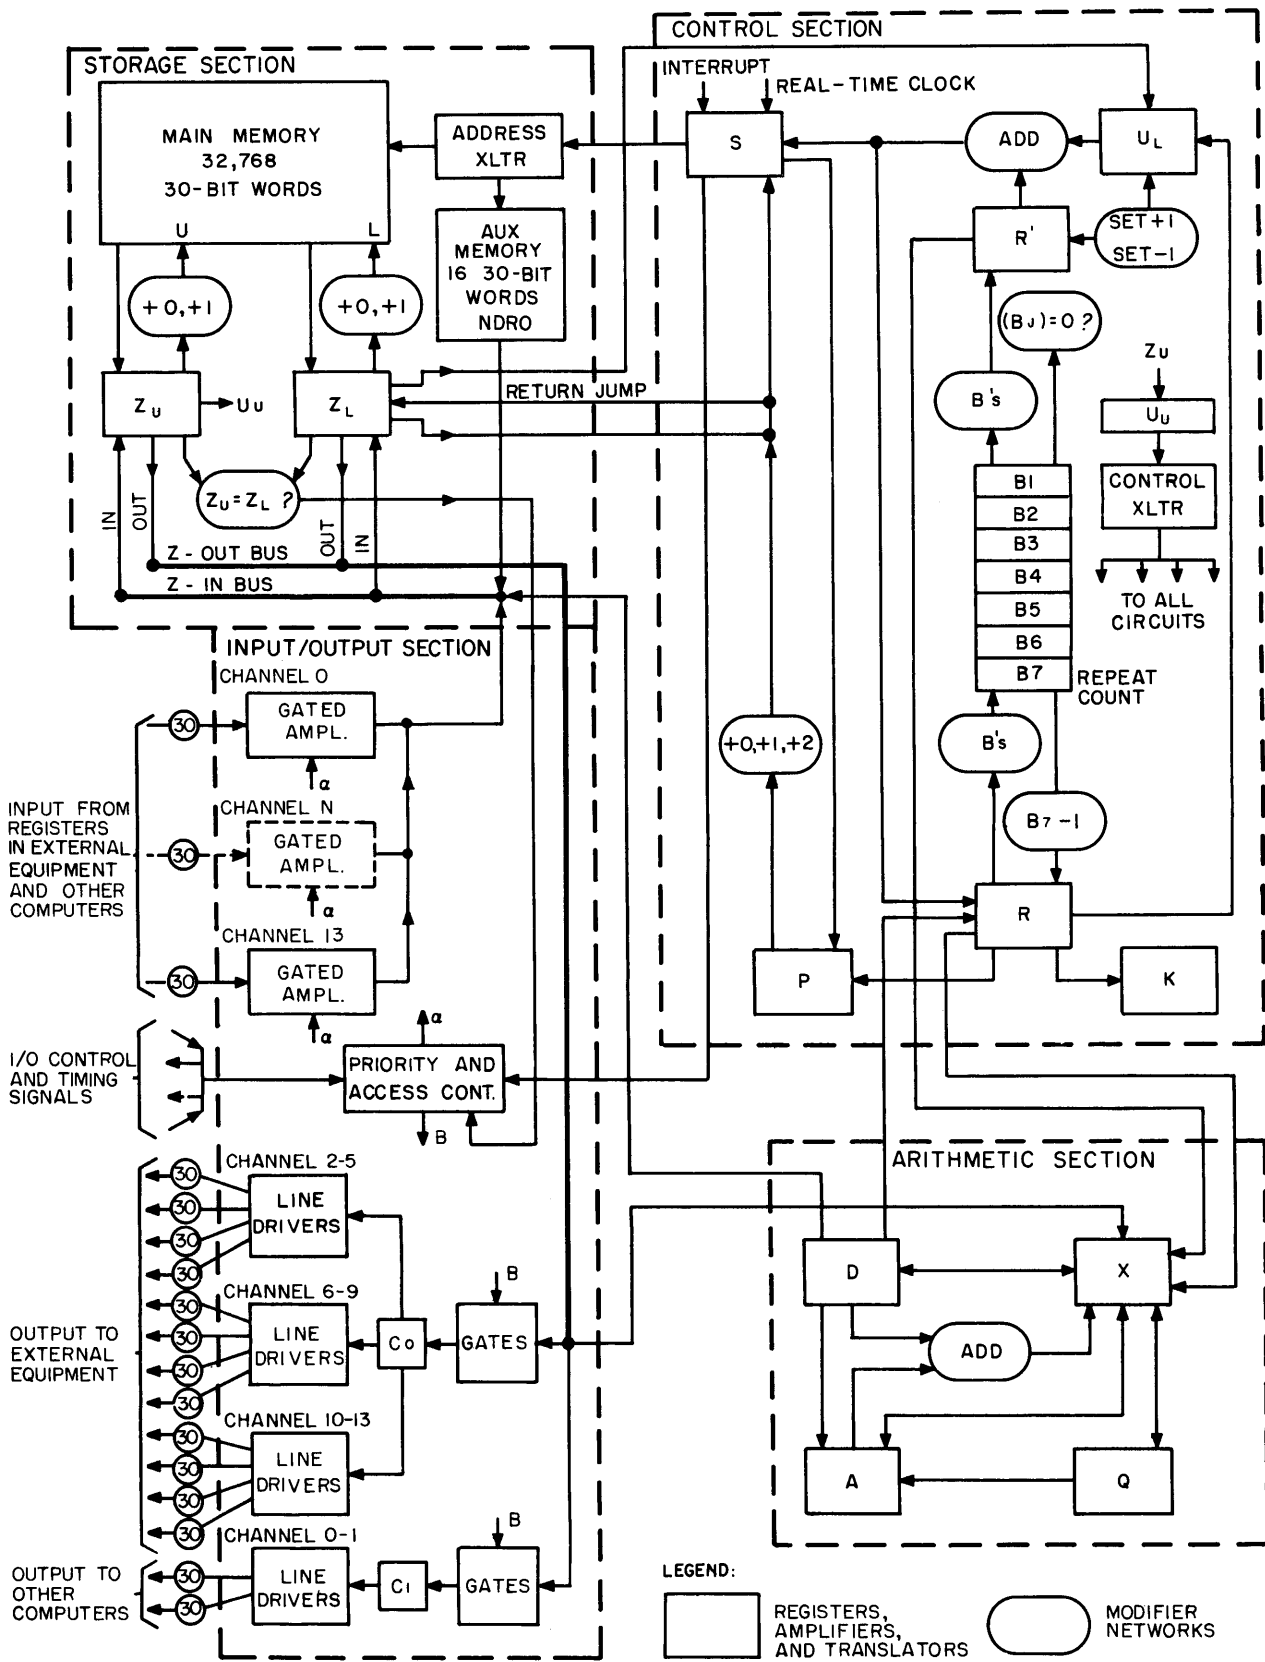 CONTROL SECTION
STORAGE SECTION
INTERRUPT
REAL-TIME CLOCK
MAIN MEMORY
32,768
30-BIT WORDS
U
L
ADDRESS
XLTR
S
ADD
UL
AUX
MEMORY
16 30-BIT
WORDS
NDRO
R'
SET+1
SET-1
+0,+1
+0,+1
(BJ)=0?
ZU
ZU
UU
ZL
RETURN JUMP
B's
UU
ZU=ZL ?
CONTROL
XLTR
B1
B2
B3
B4
B5
B6
B7
IN
OUT
OUT
IN
Z-OUT BUS
Z-IN BUS
TO ALL
CIRCUITS
REPEAT
COUNT
INPUT/OUTPUT SECTION
CHANNEL 0
30
GATED
AMPL.
α
+0,+1,+2
B's
B7-1
INPUT FROM
REGISTERS
IN EXTERNAL
EQUIPMENT
AND OTHER
COMPUTERS
CHANNEL N
30
GATED
AMPL.
α
CHANNEL 13
30
GATED
AMPL.
α
R
P
K
α
I/O CONTROL
AND TIMING
SIGNALS
PRIORITY AND
ACCESS CONT.
B
ARITHMETIC SECTION
CHANNEL 2-5
30
30
30
30
LINE
DRIVERS
D
X
CHANNEL 6-9
30
30
30
30
LINE
DRIVERS
CO
B
GATES
ADD
OUTPUT TO
EXTERNAL
EQUIPMENT
CHANNEL 10-13
30
30
30
30
LINE
DRIVERS
A
Q
CHANNEL 0-1
30
30
LINE
DRIVERS
C1
B
GATES
OUTPUT TO
OTHER
COMPUTERS
LEGEND:
REGISTERS,
AMPLIFIERS,
AND TRANSLATORS
MODIFIER
NETWORKS